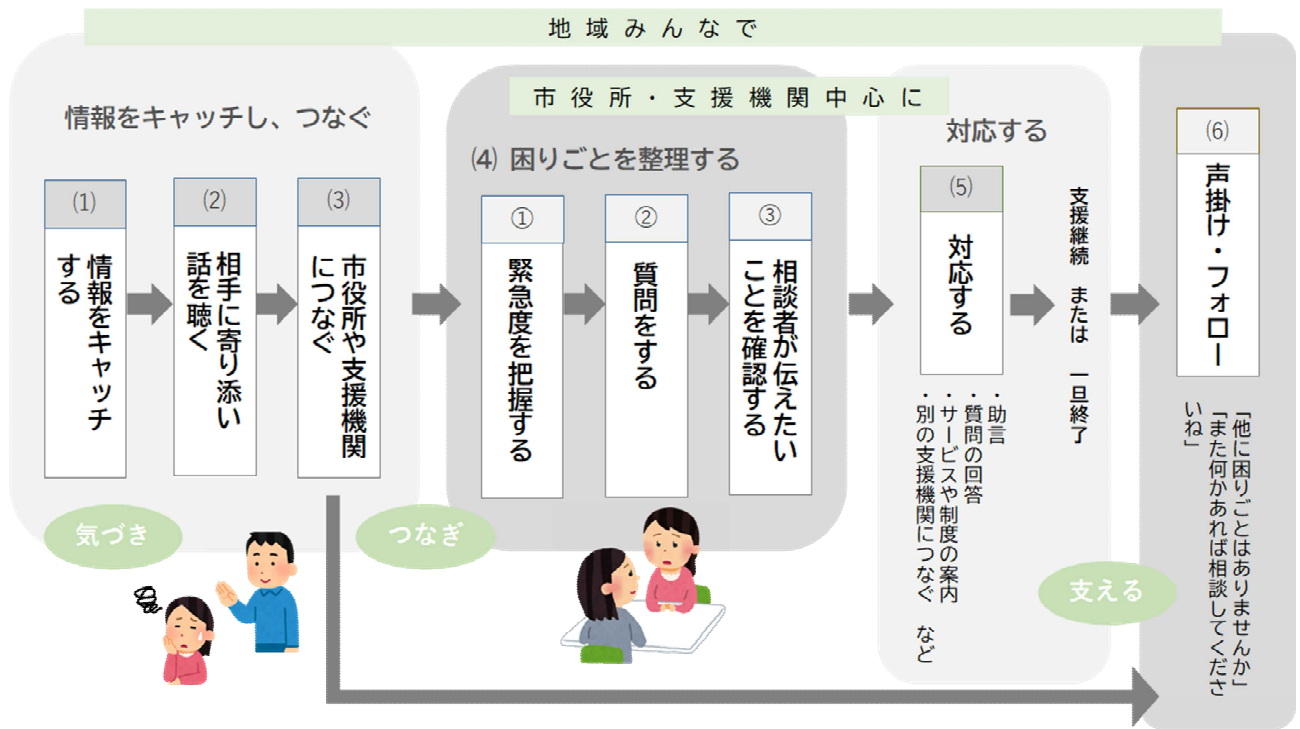 地域みんなで
市役所・支援機関中心に
情報をキャッチし、つなぐ
⑴
情報をキャッチ
する
⑵
相手に寄り添い
話を聴く
⑶
市役所や支援機関
につなぐ
⑷ 困りごとを整理する
①
緊急度を把握する
②
質問をする
③
相談者が伝えたい
ことを確認する
対応する
⑸
対応する
・助言
・質問の回答
・サービスや制度の案内
・別の支援機関につなぐ など
支援継続 または 一旦終了
⑹
声掛け・フォロー
「他に困りごとはありませんか」
「また何かあれば相談してくださ
いね」
気づき
つなぎ
支える